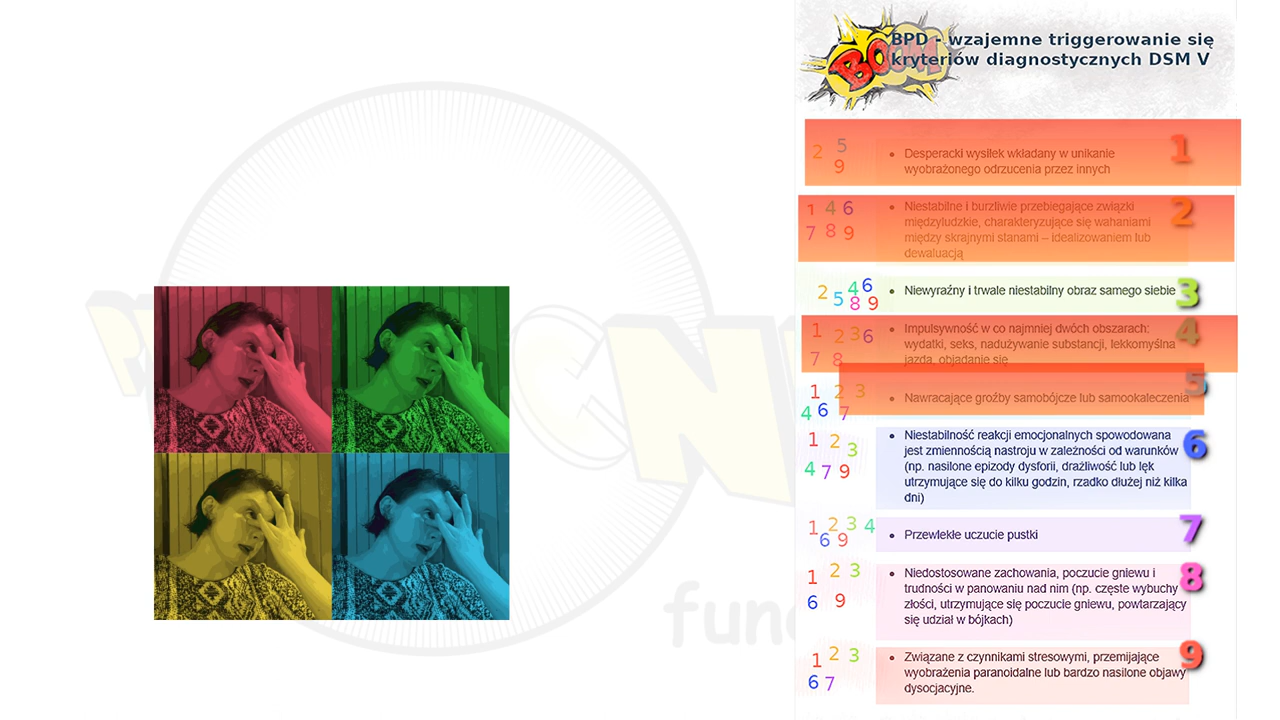 BOOM
BPD - wzajemne triggerowanie się
kryteriów diagnostycznych DSM V
2 5
9
• Desperacki wysiłek wkładany w unikanie
wyobrażonego odrzucenia przez innych
1
1 4 6
7 8 9
• Niestabilne i burzliwie przebiegające związki
międzyludzkie, charakteryzujące się wahaniami
między skrajnymi stanami – idealizowaniem lub
dewaluacją
2
2 5 4 6
8 9
• Niewyraźny i trwale niestabilny obraz samego siebie
3
1 2 3 6
7 8
• Impulsywność w co najmniej dwóch obszarach:
wydatki, seks, nadużywanie substancji, lekkomyślna
jazda, objadanie się
4
1 2 3
4 6 7
• Nawracające groźby samobójcze lub samookaleczenia
5
1 2 3
4 7 9
• Niestabilność reakcji emocjonalnych spowodowana
jest zmiennością nastroju w zależności od warunków
(np. nasilone epizody dysforii, drażliwość lub lęk
utrzymujące się do kilku godzin, rzadko dłużej niż kilka
dni)
6
1 2 3 4
6 9
• Przewlekłe uczucie pustki
7
1 2 3
6 9
• Niedostosowane zachowania, poczucie gniewu i
trudności w panowaniu nad nim (np. częste wybuchy
złości, utrzymujące się poczucie gniewu, powtarzający
się udział w bójkach)
8
1 2 3
6 7
• Związane z czynnikami stresowymi, przemijające
wyobrażenia paranoidalne lub bardzo nasilone objawy
dysocjacyjne.
9